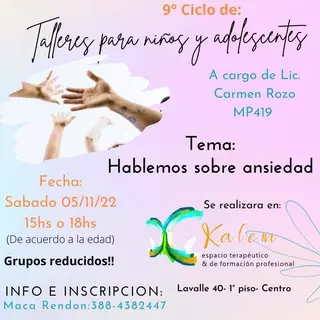 9° Ciclo de:
Talleres para niños y adolescentes
A cargo de Lic.
Carmen Rozo
MP419
Tema:
Hablemos sobre ansiedad
Fecha:
Sabado 05/11/22
15hs o 18hs
(De acuerdo a la edad)
Grupos reducidos!!
Se realizara en:
Kalem
espacio terapéutico
& de formación profesional
Lavalle 40- 1° piso- Centro
INFO E INSCRIPCION:
Maca Rendon:388-4382447